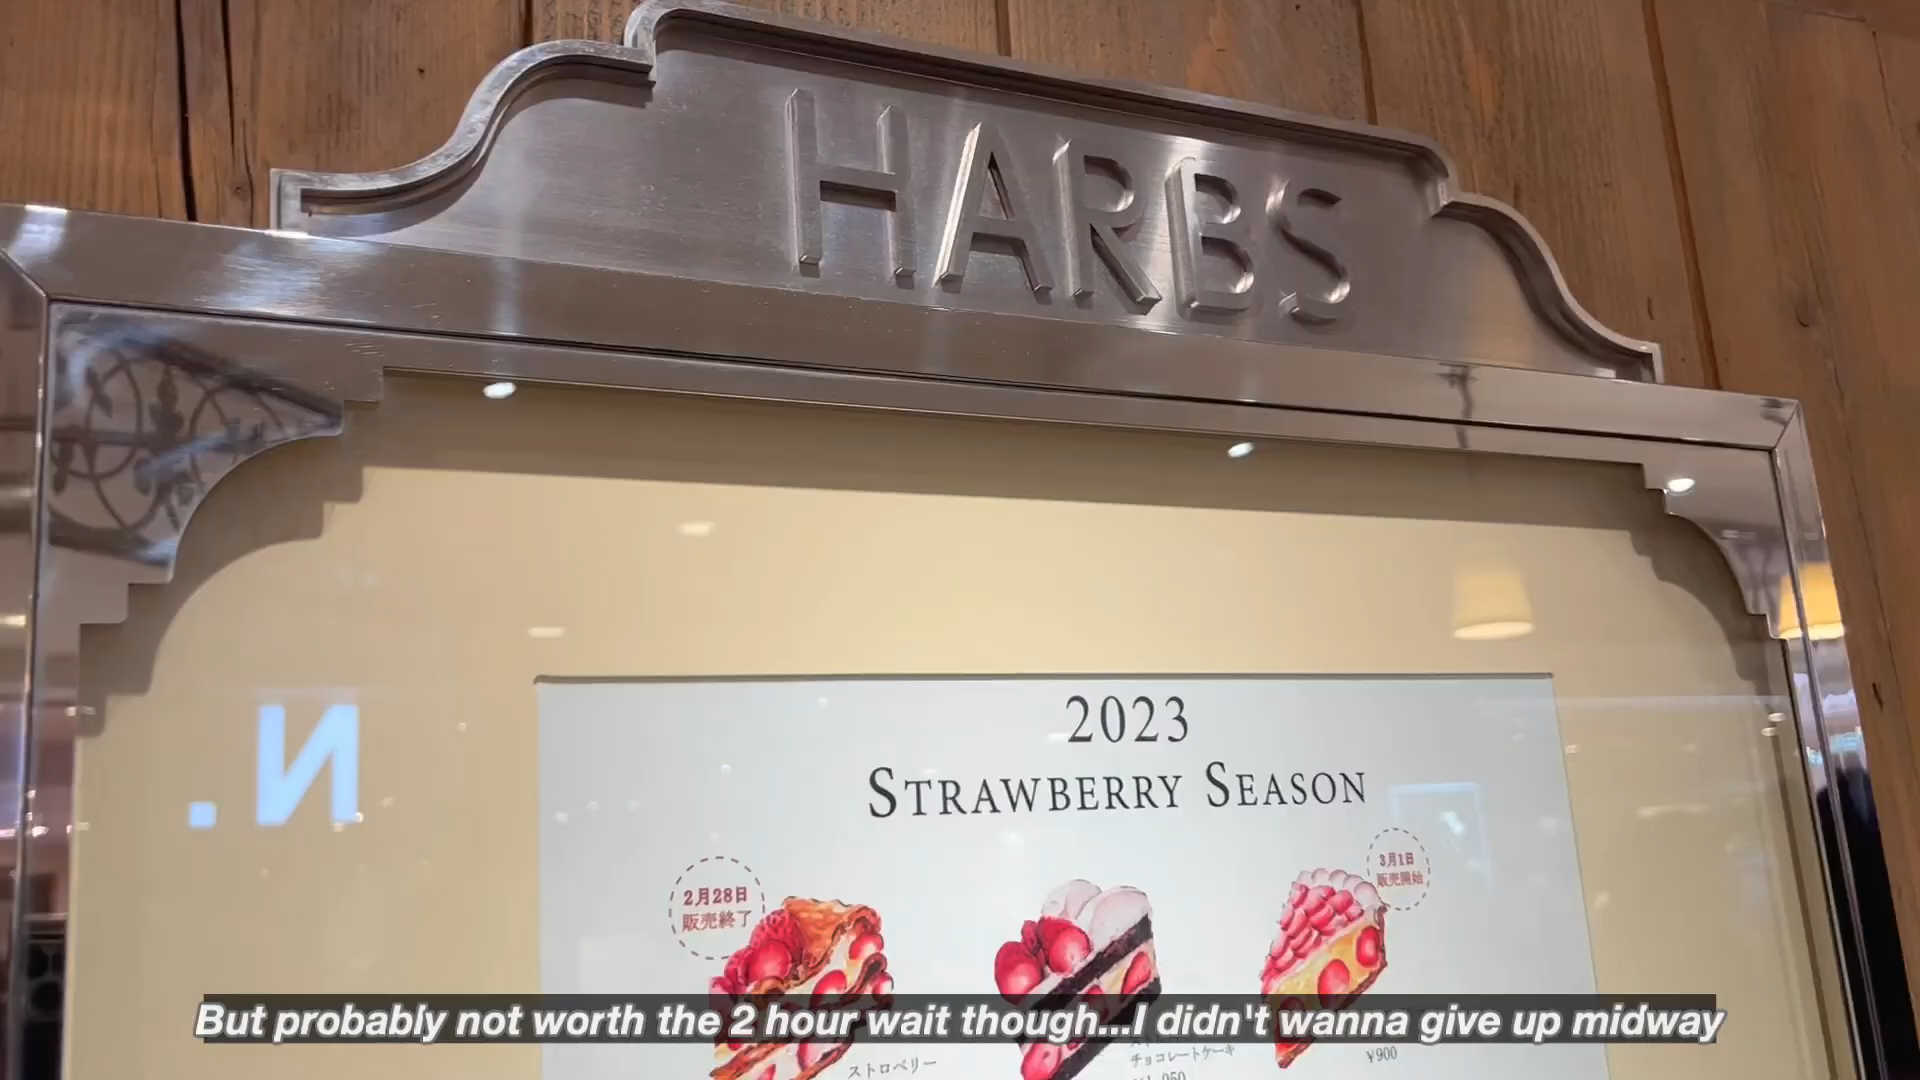 HARBS
N.
2023
STRAWBERRY SEASON
2月28日
販売終了
3月1日
販売開始
But probably not worth the 2 hour wait though...I didn't wanna give up midway
ストロベリー
チョコレートケーキ
¥900